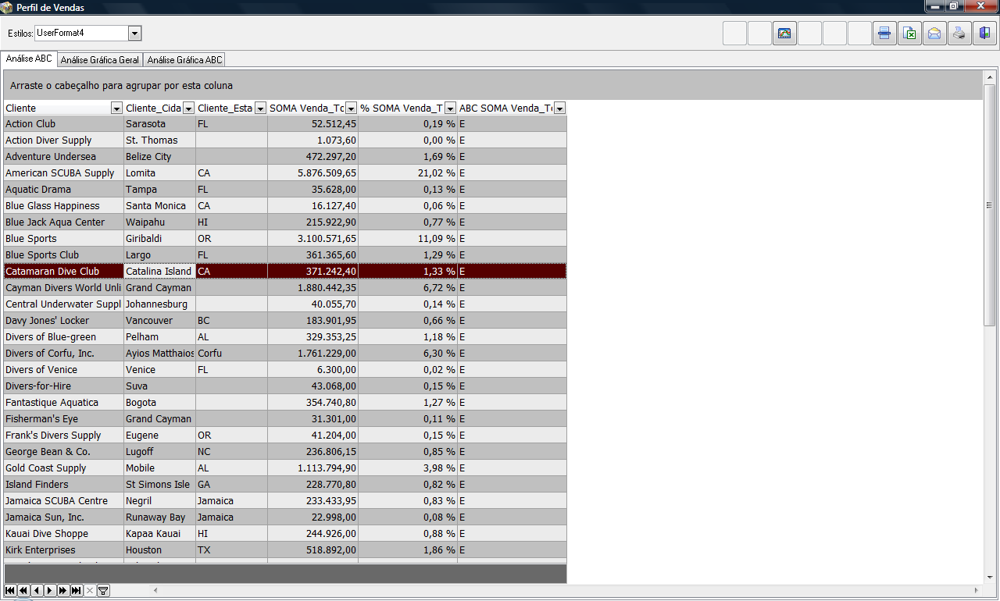 Perfil de Vendas
Estilos: UserFormat4
Análise ABC Análise Gráfica Geral Análise Gráfica ABC
Arraste o cabeçalho para agrupar por esta coluna
Cliente Cliente_Cida Cliente_Esta SOMA Venda_To % SOMA Venda_T ABC SOMA Venda_To
Action Club Sarasota FL 52.512,45 0,19 % E
Action Diver Supply St. Thomas 1.073,60 0,00 % E
Adventure Undersea Belize City 472.297,20 1,69 % E
American SCUBA Supply Lomita CA 5.876.509,65 21,02 % E
Aquatic Drama Tampa FL 35.628,00 0,13 % E
Blue Glass Happiness Santa Monica CA 16.127,40 0,06 % E
Blue Jack Aqua Center Waipahu HI 215.922,90 0,77 % E
Blue Sports Giribaldi OR 3.100.571,65 11,09 % E
Blue Sports Club Largo FL 361.365,60 1,29 % E
Catamaran Dive Club Catalina Island CA 371.242,40 1,33 % E
Cayman Divers World Unli Grand Cayman 1.880.442,35 6,72 % E
Central Underwater Suppl Johannesburg 40.055,70 0,14 % E
Davy Jones' Locker Vancouver BC 183.901,95 0,66 % E
Divers of Blue-green Pelham AL 329.353,25 1,18 % E
Divers of Corfu, Inc. Ayios Matthaios Corfu 1.761.229,00 6,30 % E
Divers of Venice Venice FL 6.300,00 0,02 % E
Divers-for-Hire Suva 43.068,00 0,15 % E
Fantastique Aquatica Bogota 354.740,80 1,27 % E
Fisherman's Eye Grand Cayman 31.301,00 0,11 % E
Frank's Divers Supply Eugene OR 41.204,00 0,15 % E
George Bean & Co. Lugoff NC 236.806,15 0,85 % E
Gold Coast Supply Mobile AL 1.113.794,90 3,98 % E
Island Finders St Simons Isle GA 228.770,80 0,82 % E
Jamaica SCUBA Centre Negril Jamaica 233.433,95 0,83 % E
Jamaica Sun, Inc. Runaway Bay Jamaica 22.998,00 0,08 % E
Kauai Dive Shoppe Kapaa Kauai HI 244.926,00 0,88 % E
Kirk Enterprises Houston TX 518.892,00 1,86 % E